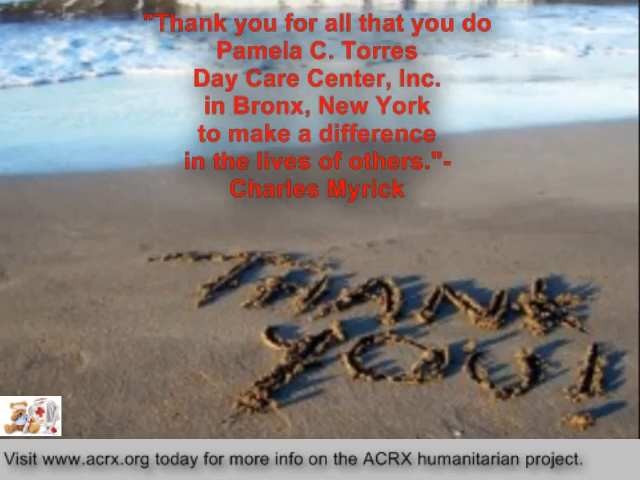 "Thank you for all that you do
Pamela C. Torres
Day Care Center, Inc.
in Bronx, New York
to make a difference
in the lives of others."-
Charles Myrick
THANK
YOU!
Visit www.acrx.org today for more info on the ACRX humanitarian project.